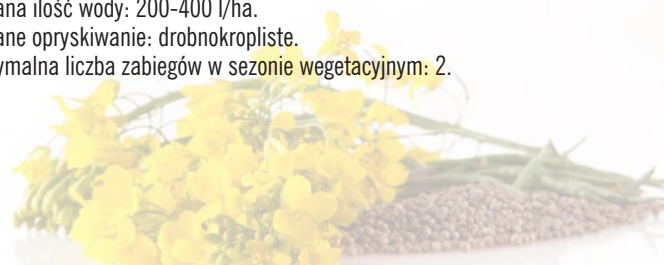 ana ilość wody: 200-400 l/ha.
ane opryskiwanie: drobnokropliste.
ymalna liczba zabiegów w sezonie wegetacyjnym: 2.